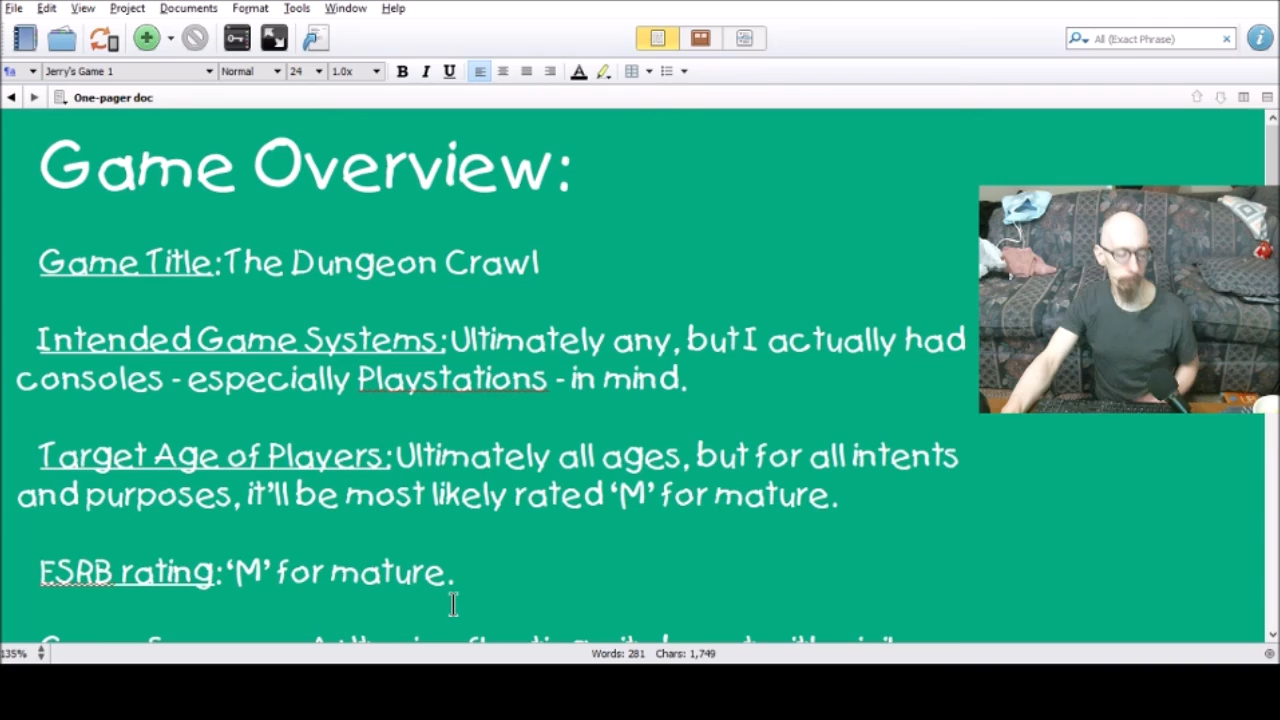 File Edit View Project Documents Format Tools Window Help
All (Exact Phrase)
Jerry's Game 1 Normal 24 1.0x B I U A
One-pager doc
Game Overview:
Game Title: The Dungeon Crawl
Intended Game Systems: Ultimately any, but I actually had
consoles - especially Playstations - in mind.
Target Age of Players: Ultimately all ages, but for all intents
and purposes, it'll be most likely rated 'M' for mature.
ESRB rating: 'M' for mature.
135% Words: 281 Chars: 1,749